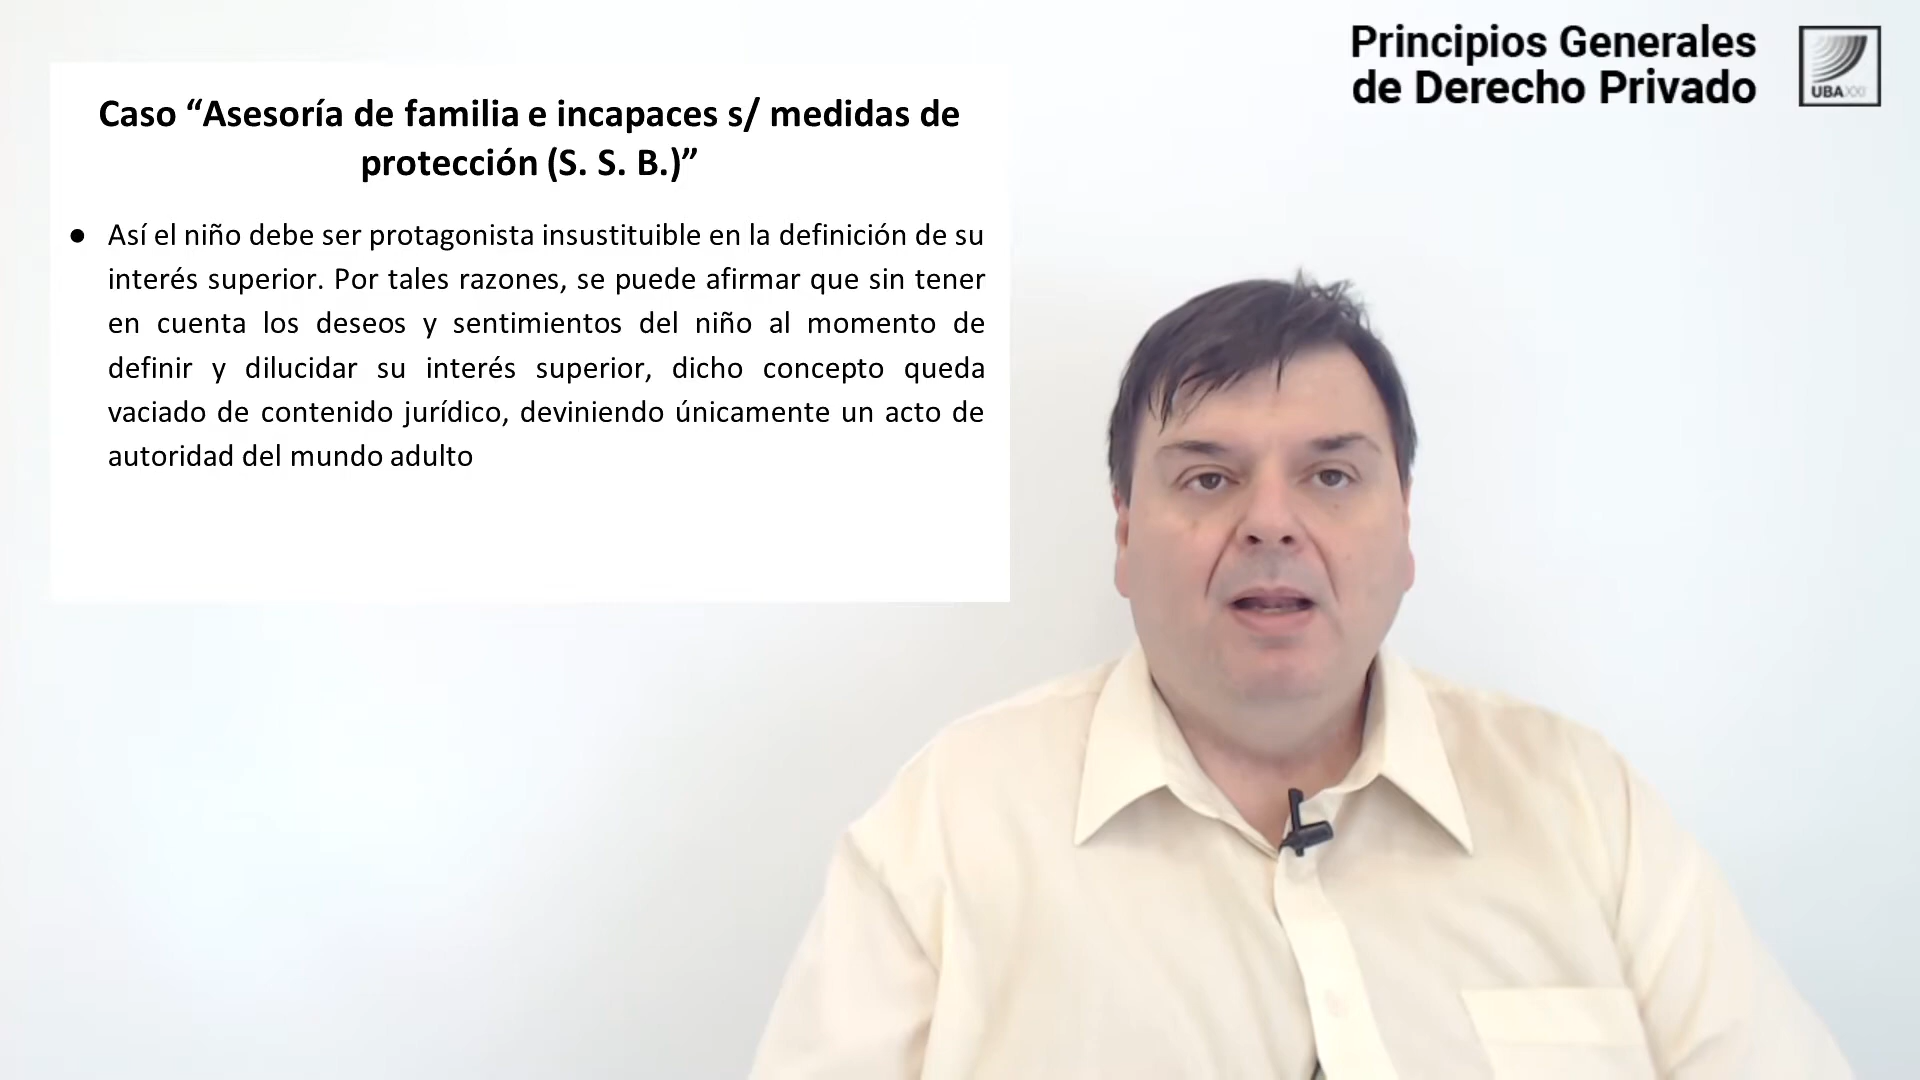 Principios Generales
de Derecho Privado
UBAXXI
Caso “Asesoría de familia e incapaces s/ medidas de
protección (S. S. B.)”
● Así el niño debe ser protagonista insustituible en la definición de su
interés superior. Por tales razones, se puede afirmar que sin tener
en cuenta los deseos y sentimientos del niño al momento de
definir y dilucidar su interés superior, dicho concepto queda
vaciado de contenido jurídico, deviniendo únicamente un acto de
autoridad del mundo adulto